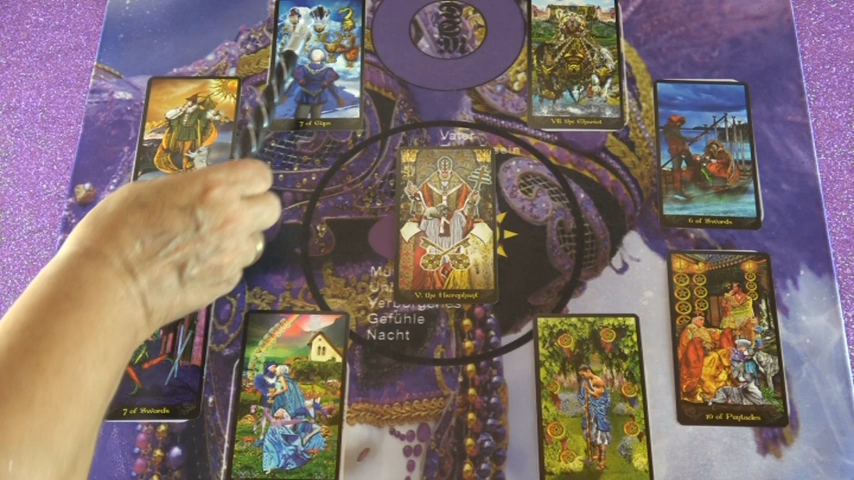 7 of Cups
VII the Chariot
Vater
6 of Swords
V. the Hierophant
Verborgenes
Gefühle
Nacht
7 of Swords
10 of Pentacles